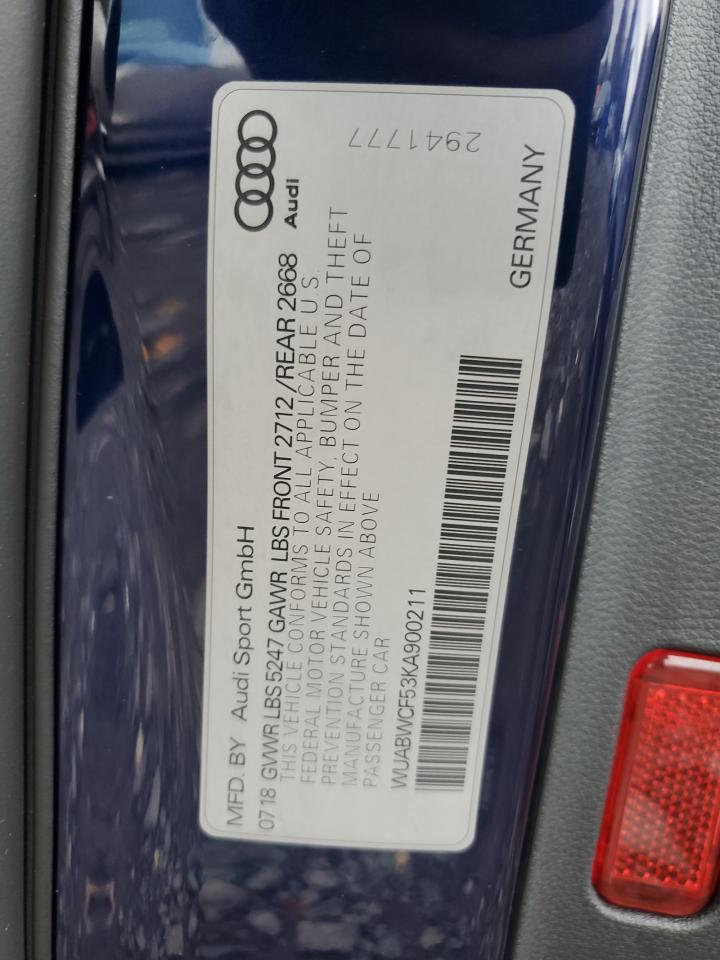 MFD. BY Audi Sport GmbH
0718 GVWR LBS 5247 GAWR LBS FRONT 2712 /REAR 2668
THIS VEHICLE CONFORMS TO ALL APPLICABLE U.S.
FEDERAL MOTOR VEHICLE SAFETY, BUMPER AND THEFT
PREVENTION STANDARDS IN EFFECT ON THE DATE OF
MANUFACTURE SHOWN ABOVE
PASSENGER CAR
WUABWCF53KA900211
Audi
2941777
GERMANY